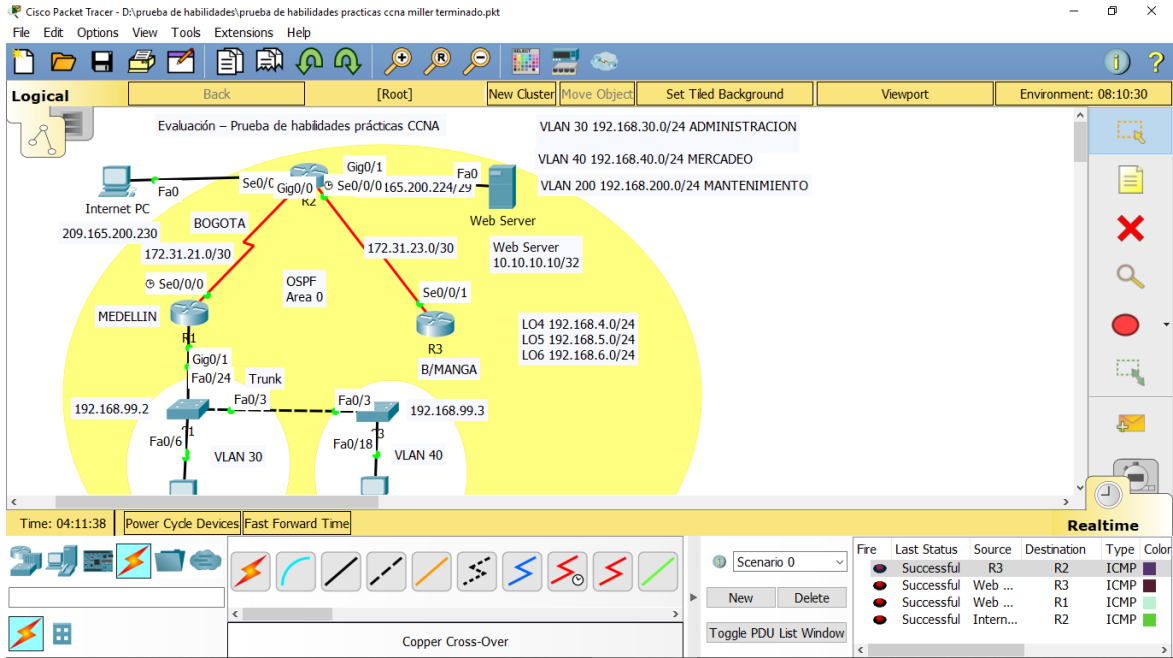 Cisco Packet Tracer - D:\prueba de habilidades\prueba de habilidades practicas ccna miller terminado.pkt
File Edit Options View Tools Extensions Help
Logical
Back
[Root]
New Cluster
Move Object
Set Tiled Background
Viewport
Environment: 08:10:30
Evaluación – Prueba de habilidades prácticas CCNA
VLAN 30 192.168.30.0/24 ADMINISTRACION
VLAN 40 192.168.40.0/24 MERCADEO
VLAN 200 192.168.200.0/24 MANTENIMIENTO
Gig0/1
Fa0
Fa0
Gig0/0
Se0/0/0
165.200.224/29
R2
Internet PC
Web Server
209.165.200.230
BOGOTA
172.31.21.0/30
172.31.23.0/30
Web Server
10.10.10.10/32
Se0/0/0
OSPF
Area 0
Se0/0/1
MEDELLIN
R1
R3
B/MANGA
LO4 192.168.4.0/24
LO5 192.168.5.0/24
LO6 192.168.6.0/24
Gig0/1
Fa0/24
Trunk
Fa0/3
Fa0/3
192.168.99.2
192.168.99.3
Fa0/6
VLAN 30
Fa0/18
VLAN 40
Time: 04:11:38
Power Cycle Devices
Fast Forward Time
Realtime
Scenario 0
New
Delete
Toggle PDU List Window
Copper Cross-Over
Fire Last Status Source Destination Type Color
Successful R3 R2 ICMP
Successful Web ... R3 ICMP
Successful Web ... R1 ICMP
Successful Intern... R2 ICMP